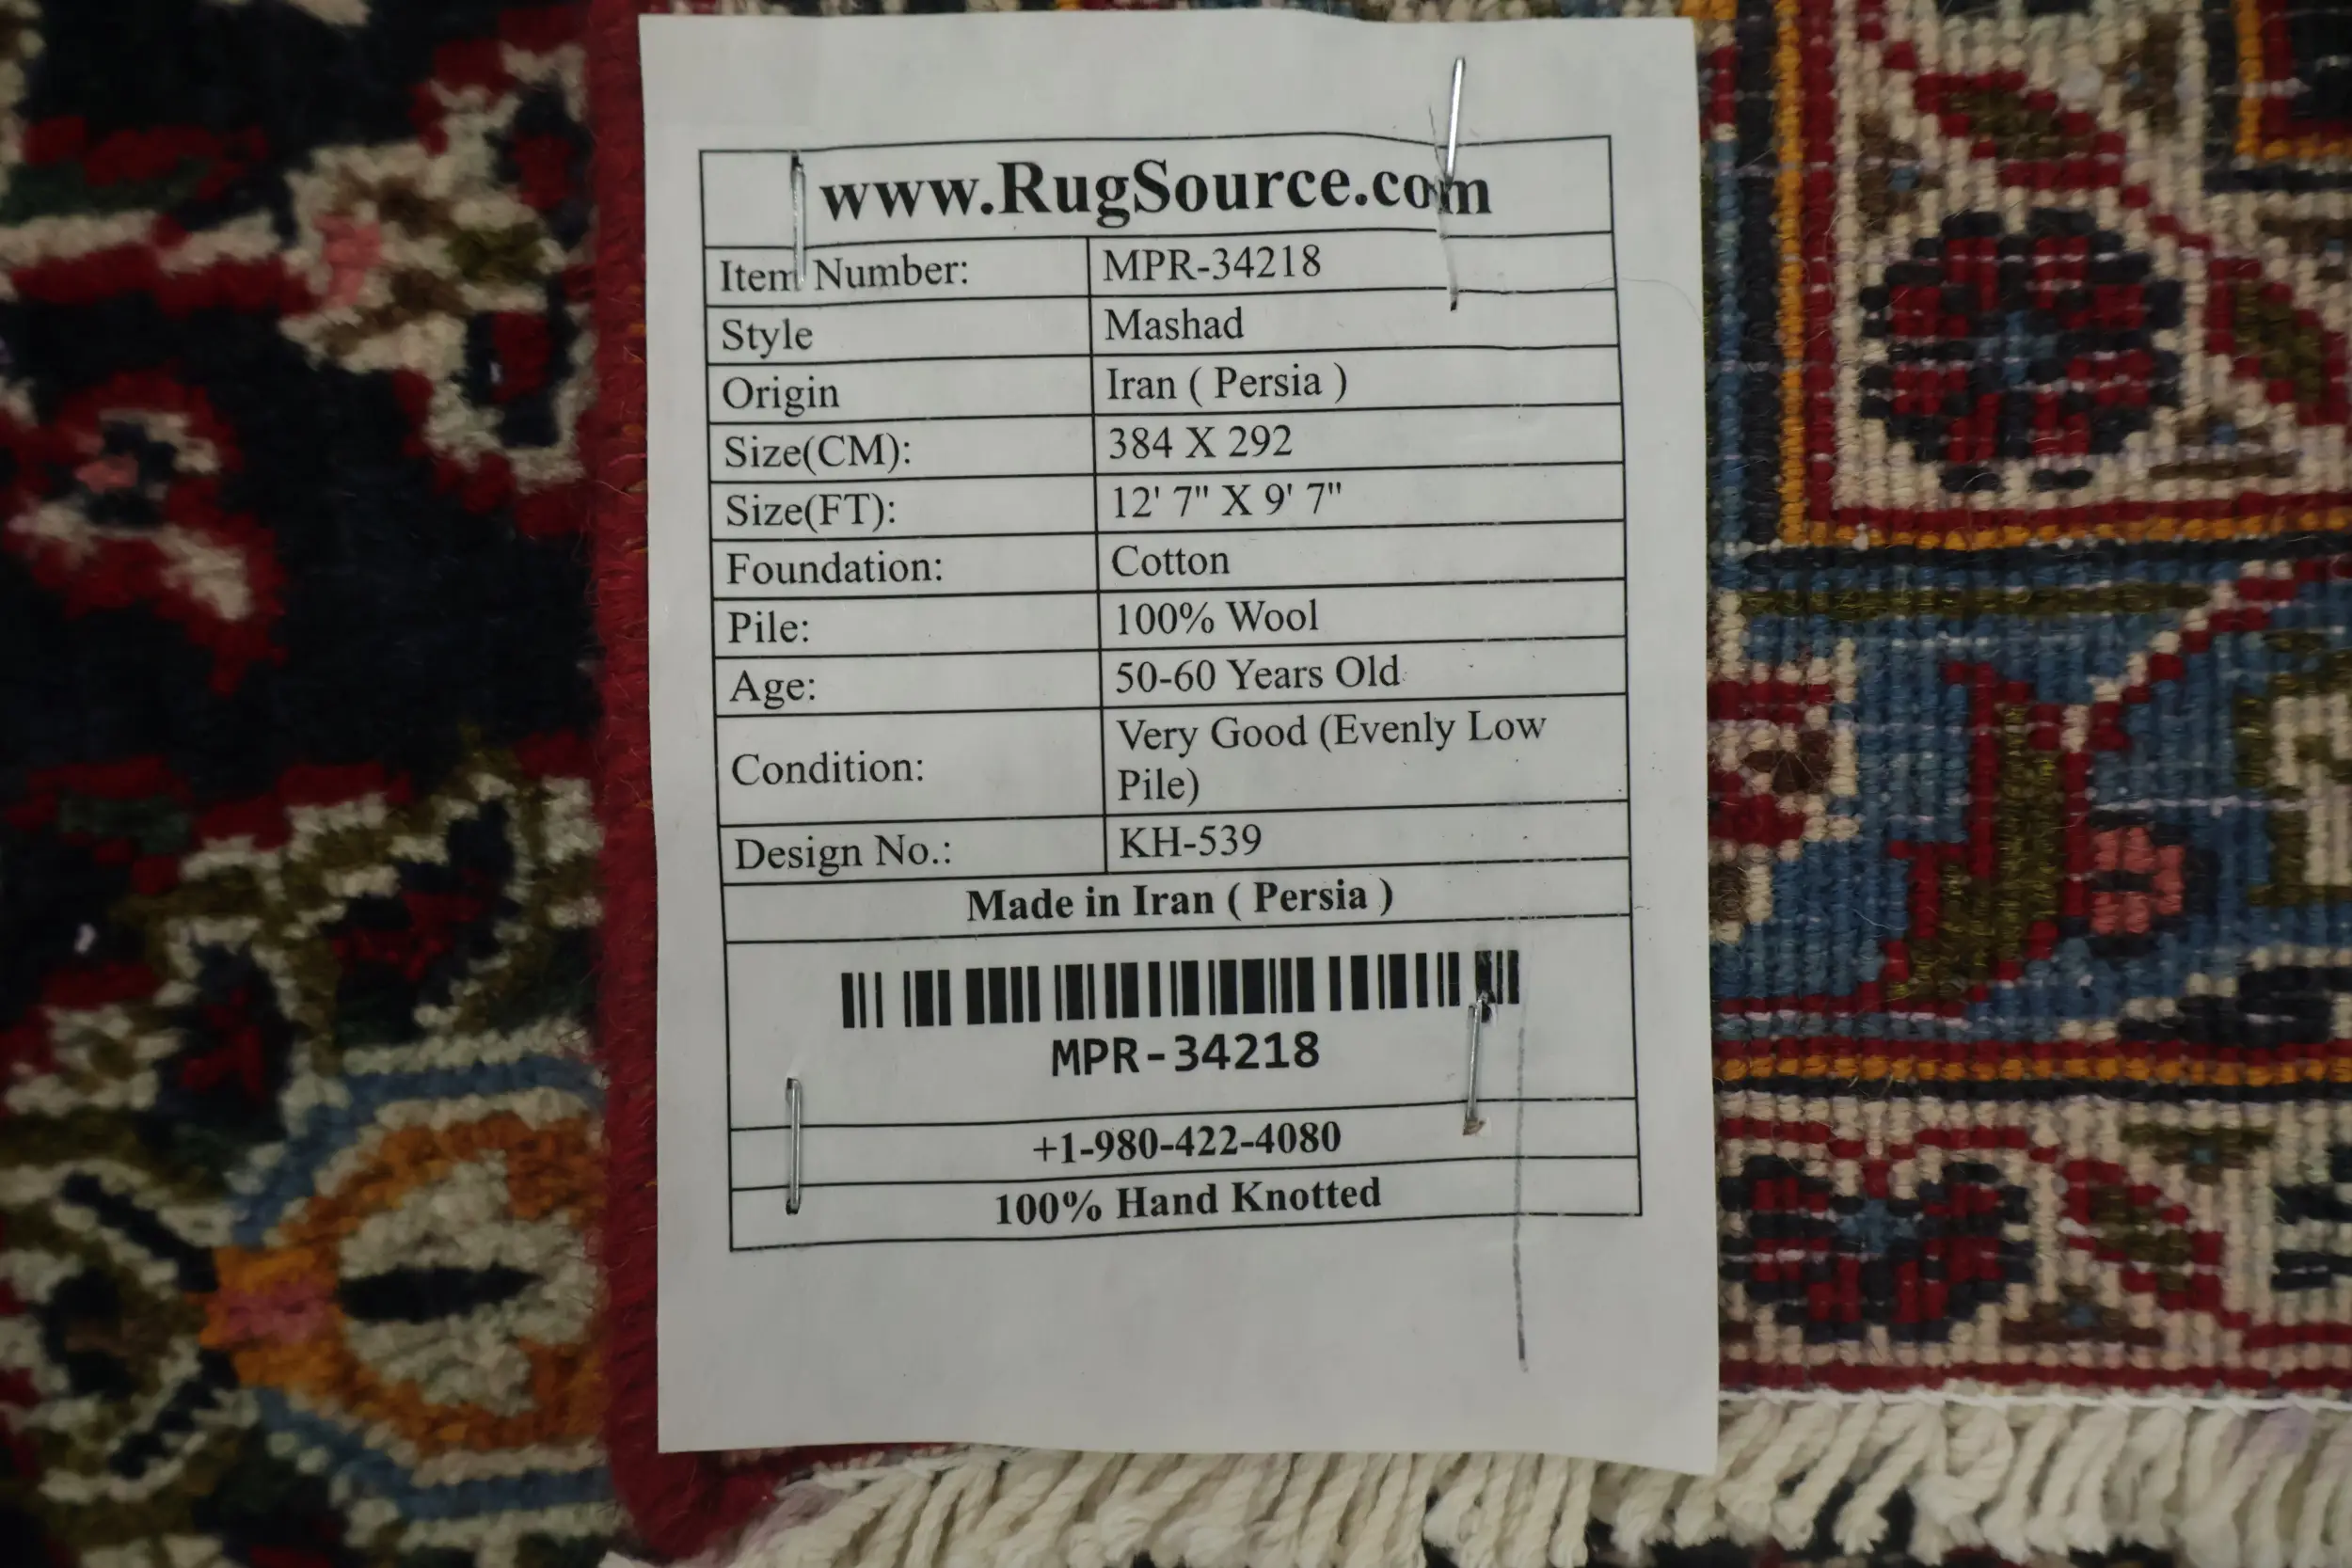 www.RugSource.com
Item Number: MPR-34218
Style Mashad
Origin Iran ( Persia )
Size(CM): 384 X 292
Size(FT): 12' 7" X 9' 7"
Foundation: Cotton
Pile: 100% Wool
Age: 50-60 Years Old
Condition: Very Good (Evenly Low
Pile)
Design No.: KH-539
Made in Iran ( Persia )
MPR-34218
+1-980-422-4080
100% Hand Knotted